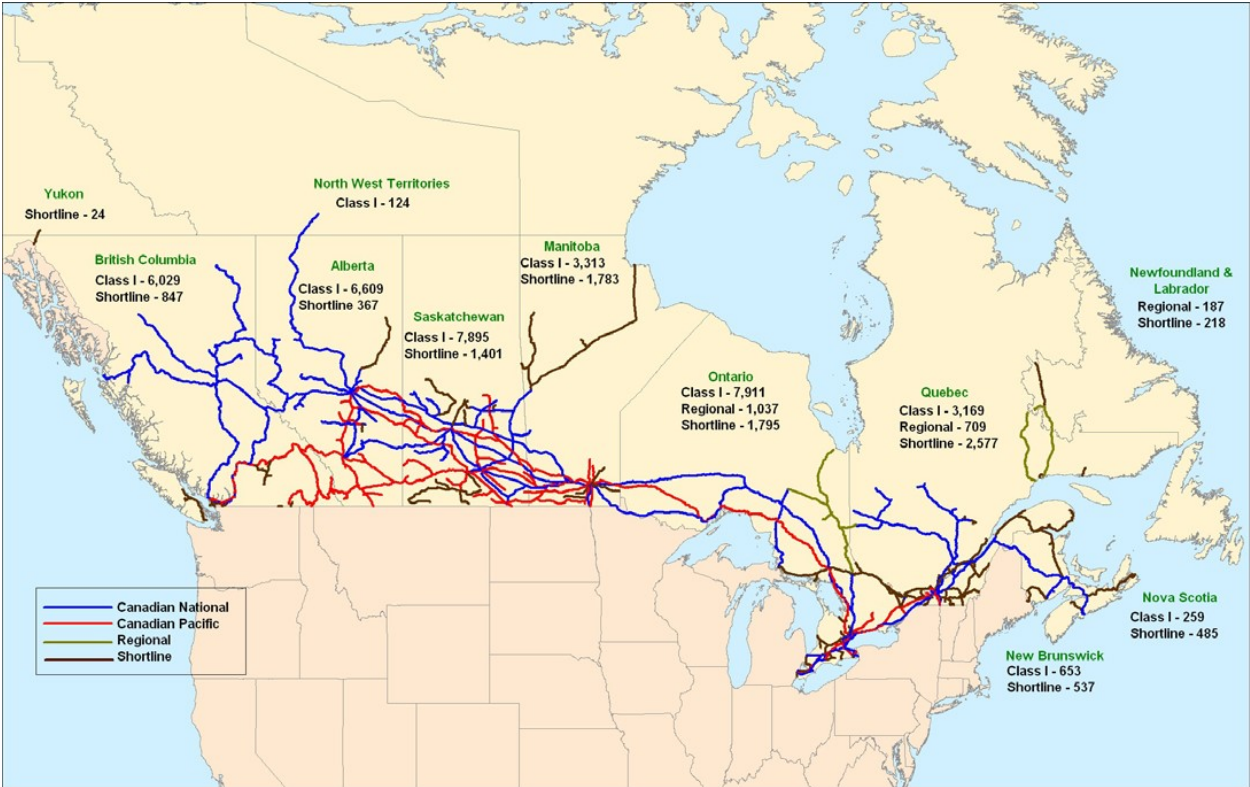 Yukon
Shortline - 24
North West Territories
Class I - 124
British Columbia
Class I - 6,029
Shortline - 847
Alberta
Class I - 6,609
Shortline 367
Saskatchewan
Class I - 7,895
Shortline - 1,401
Manitoba
Class I - 3,313
Shortline - 1,783
Ontario
Class I - 7,911
Regional - 1,037
Shortline - 1,795
Quebec
Class I - 3,169
Regional - 709
Shortline - 2,577
Newfoundland &
Labrador
Regional - 187
Shortline - 218
Nova Scotia
Class I - 259
Shortline - 485
New Brunswick
Class I - 653
Shortline - 537
Canadian National
Canadian Pacific
Regional
Shortline